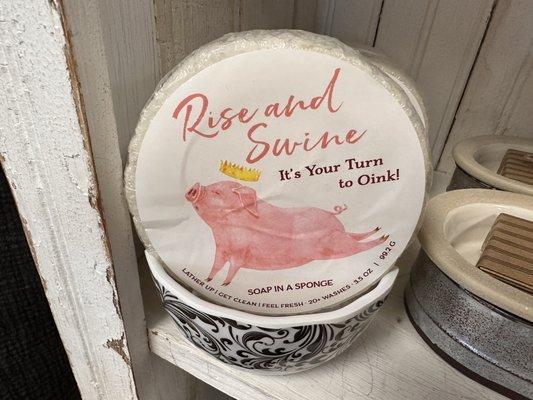 Rise and
Swine
It's Your Turn
to Oink!
SOAP IN A SPONGE
LATHER UP | GET CLEAN | FEEL FRESH · 20+ WASHES · 3.5 OZ | 99.2 G